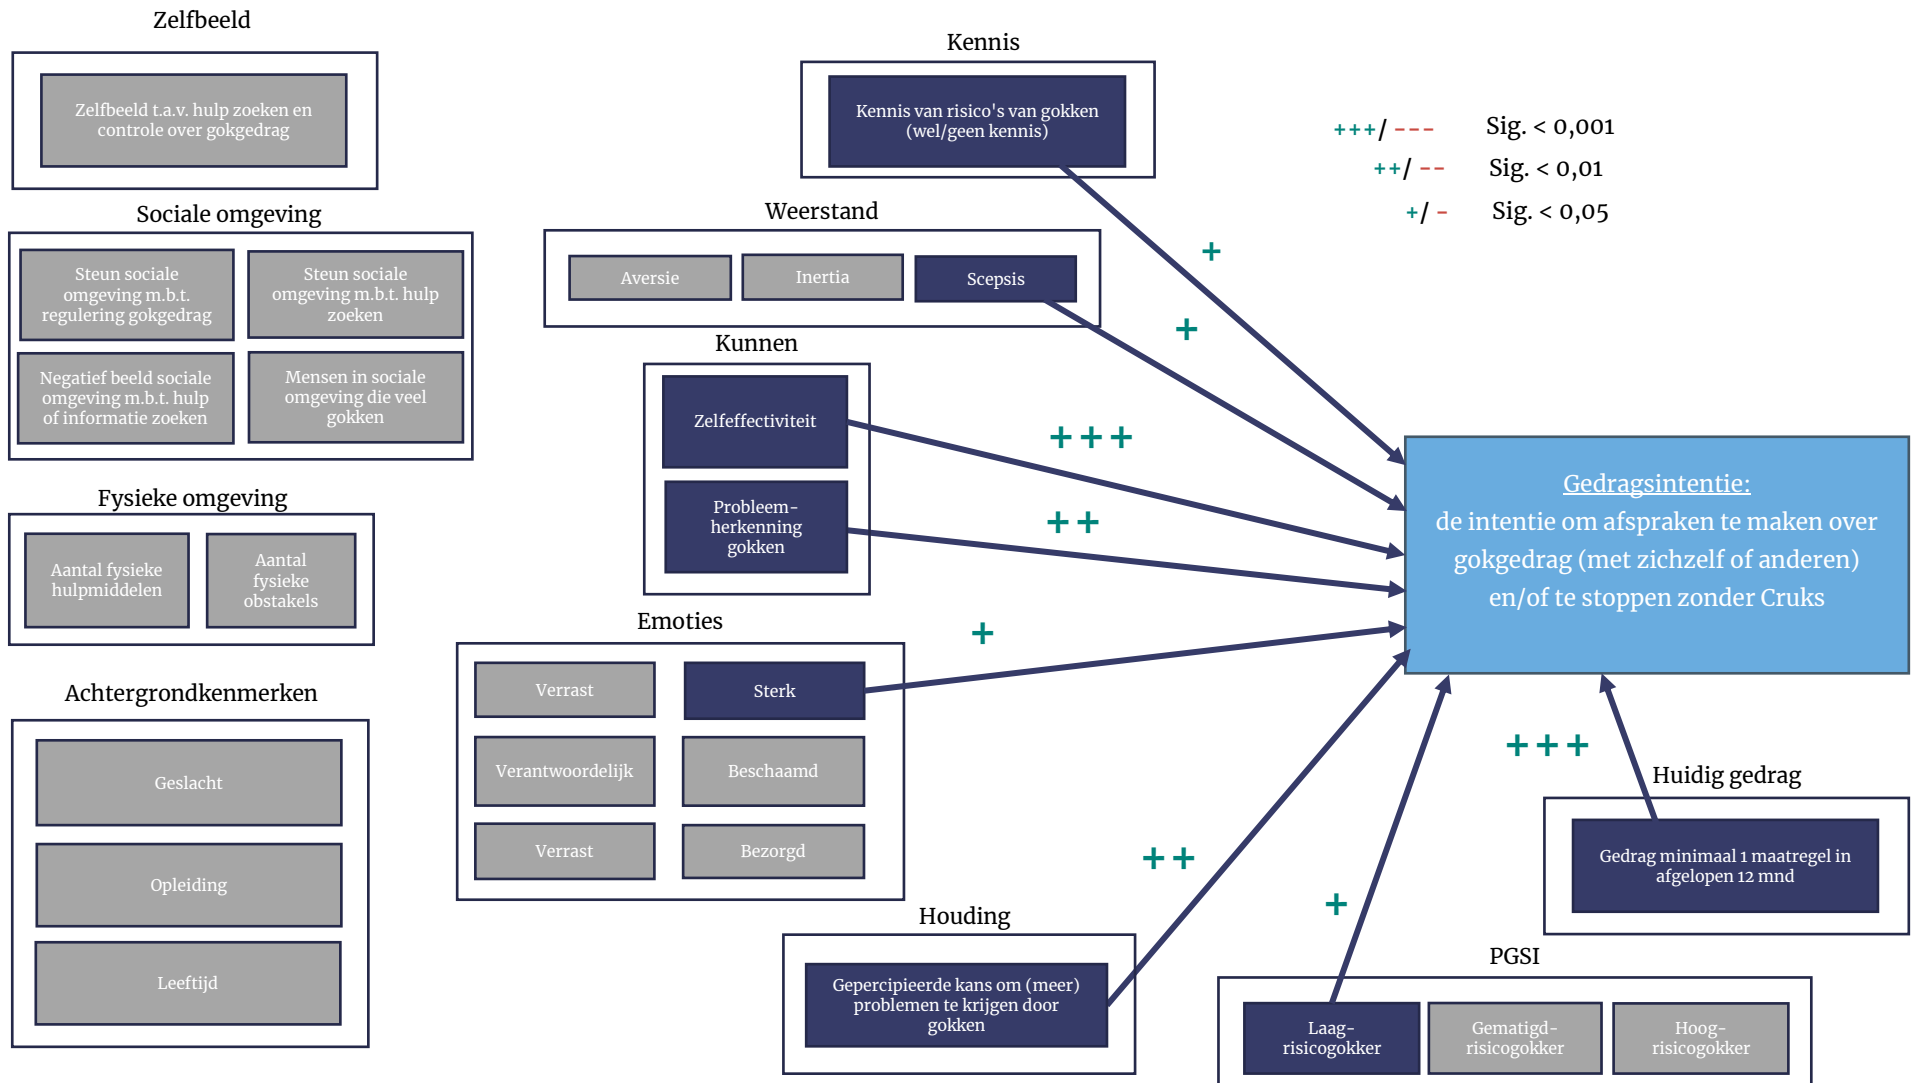 Zelfbeeld
Zelfbeeld t.a.v. hulp zoeken en
controle over gokgedrag
Sociale omgeving
Steun sociale
omgeving m.b.t.
regulering gokgedrag
Steun sociale
omgeving m.b.t. hulp
zoeken
Negatief beeld sociale
omgeving m.b.t. hulp
of informatie zoeken
Mensen in sociale
omgeving die veel
gokken
Fysieke omgeving
Aantal fysieke
hulpmiddelen
Aantal
fysieke
obstakels
Achtergrondkenmerken
Geslacht
Opleiding
Leeftijd
Kennis
Kennis van risico's van gokken
(wel/geen kennis)
Weerstand
Aversie
Inertia
Scepsis
Kunnen
Zelfeffectiviteit
Probleem-
herkenning
gokken
Emoties
Verrast
Sterk
Verantwoordelijk
Beschaamd
Verrast
Bezorgd
Houding
Gepercipieerde kans om (meer)
problemen te krijgen door
gokken
+++/ --- Sig. < 0,001
++/ -- Sig. < 0,01
+/ - Sig. < 0,05
+
+
+++
++
+
++
+
+++
Gedragsintentie:
de intentie om afspraken te maken over
gokgedrag (met zichzelf of anderen)
en/of te stoppen zonder Cruks
Huidig gedrag
Gedrag minimaal 1 maatregel in
afgelopen 12 mnd
PGSI
Laag-
risicogokker
Gematigd-
risicogokker
Hoog-
risicogokker